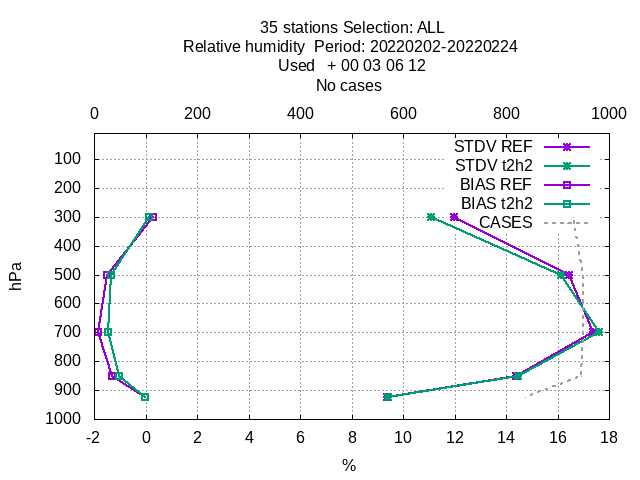 35 stations Selection: ALL
Relative humidity  Period: 20220202-20220224
Used   + 00 03 06 12
No cases
0 200 400 600 800 1000
STDV REF
STDV t2h2
BIAS REF
BIAS t2h2
CASES
100
200
300
400
500
600
700
800
900
1000
hPa
-2 0 2 4 6 8 10 12 14 16 18
%